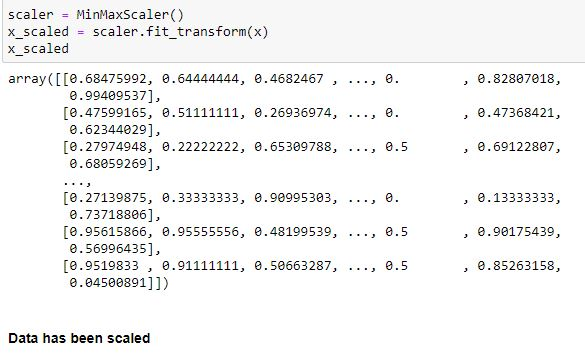 scaler = MinMaxScaler()
x_scaled = scaler.fit_transform(x)
x_scaled
array([[0.68475992, 0.64444444, 0.4682467 , ..., 0.        , 0.82807018,
        0.99409537],
       [0.47599165, 0.51111111, 0.26936974, ..., 0.        , 0.47368421,
        0.62344029],
       [0.27974948, 0.22222222, 0.65309788, ..., 0.5       , 0.69122807,
        0.68059269],
       ...,
       [0.27139875, 0.33333333, 0.90995303, ..., 0.        , 0.13333333,
        0.73718806],
       [0.95615866, 0.95555556, 0.48199539, ..., 0.5       , 0.90175439,
        0.56996435],
       [0.9519833 , 0.91111111, 0.50663287, ..., 0.5       , 0.85263158,
        0.04500891]])
Data has been scaled